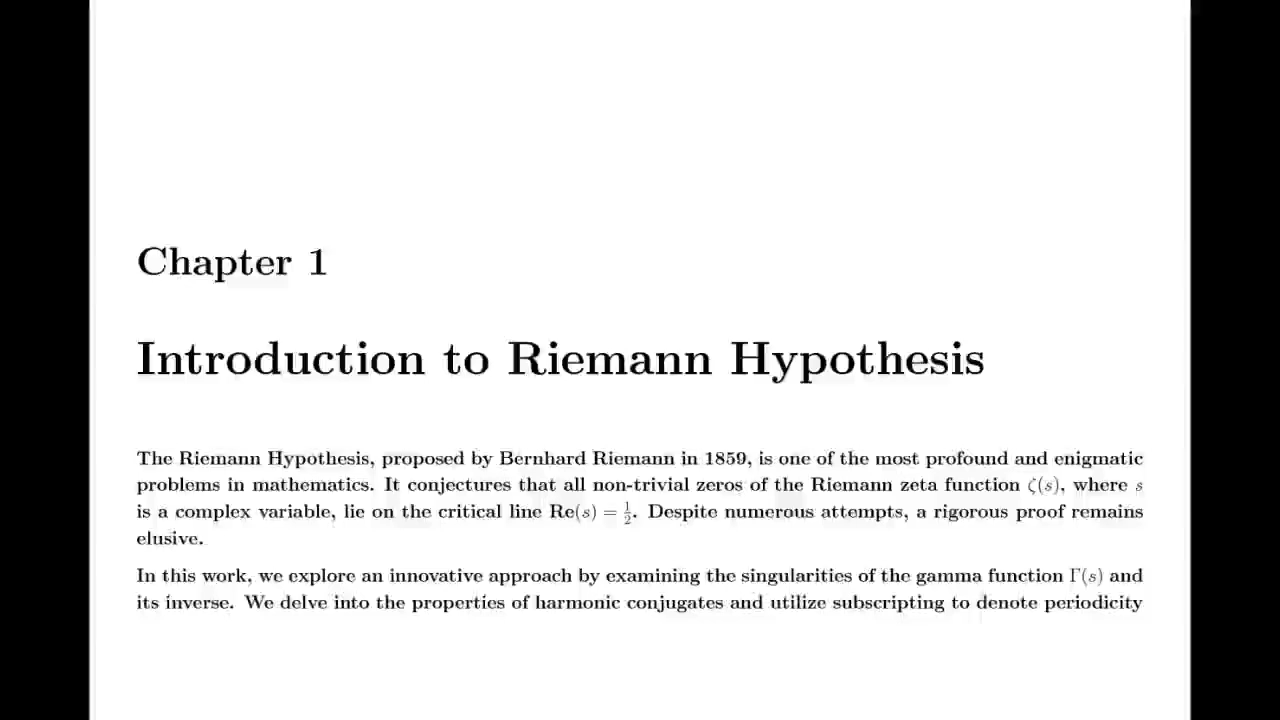 Chapter 1
Introduction to Riemann Hypothesis
The Riemann Hypothesis, proposed by Bernhard Riemann in 1859, is one of the most profound and enigmatic
problems in mathematics. It conjectures that all non-trivial zeros of the Riemann zeta function ζ(s), where s
is a complex variable, lie on the critical line Re(s) = 1/2. Despite numerous attempts, a rigorous proof remains
elusive.
In this work, we explore an innovative approach by examining the singularities of the gamma function Γ(s) and
its inverse. We delve into the properties of harmonic conjugates and utilize subscripting to denote periodicity